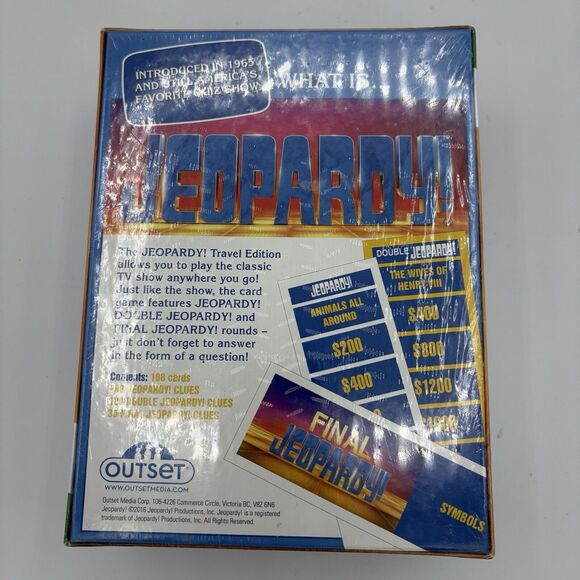 INTRODUCED IN 1965
AND STILL AMERICA'S
FAVORITE QUIZ SHOW
WHAT IS
JEOPARDY!
The JEOPARDY! Travel Edition
allows you to play the classic
TV show anywhere you go!
Just like the show, the card
game features JEOPARDY!
DOUBLE JEOPARDY! and
FINAL JEOPARDY! rounds –
just don't forget to answer
in the form of a question!
Contents: 108 cards
JEOPARDY! CLUES
DOUBLE JEOPARDY! CLUES
FINAL JEOPARDY! CLUES
JEOPARDY!
ANIMALS ALL
AROUND
$200
$400
DOUBLE JEOPARDY!
THE WIVES OF
HENRY VIII
$400
$800
$1200
FINAL
JEOPARDY!
SYMBOLS
OUTSET
WWW.OUTSETMEDIA.COM
Outset Media Corp. 106-4226 Commerce Circle, Victoria BC, V8Z 6N6
Jeopardy! ©2016 Jeopardy! Productions, Inc. Jeopardy! is a registered
trademark of Jeopardy! Productions, Inc. All Rights Reserved.